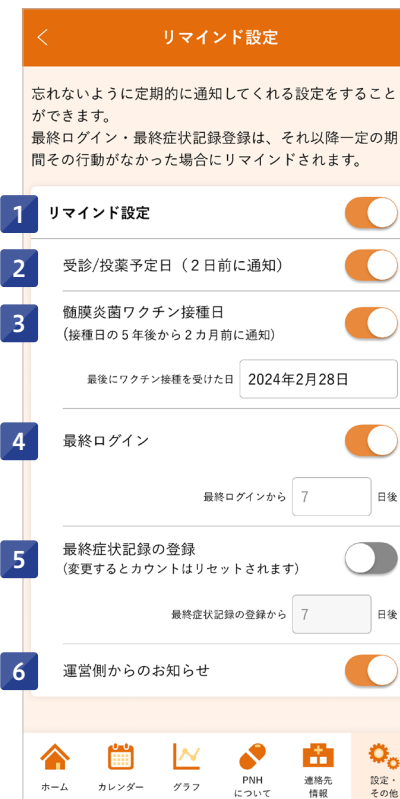 リマインド設定
忘れないように定期的に通知してくれる設定をすること
ができます。
最終ログイン・最終症状記録登録は、それ以降一定の期
間その行動がなかった場合にリマインドされます。
1 リマインド設定
2 受診/投薬予定日（２日前に通知）
3 髄膜炎菌ワクチン接種日
(接種日の５年後から２カ月前に通知)
最後にワクチン接種を受けた日 2024年2月28日
4 最終ログイン
最終ログインから 7 日後
5 最終症状記録の登録
(変更するとカウントはリセットされます)
最終症状記録の登録から 7 日後
6 運営側からのお知らせ
ホーム カレンダー グラフ PNH 連絡先 設定・
について 情報 その他